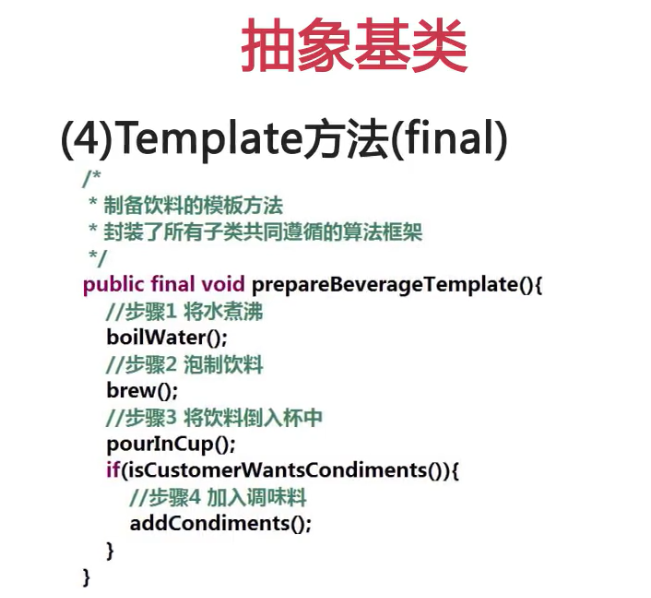 抽象基类
(4)Template方法(final)
/*
* 制备饮料的模板方法
* 封装了所有子类共同遵循的算法框架
*/
public final void prepareBeverageTemplate(){
//步骤1 将水煮沸
boilWater();
//步骤2 泡制饮料
brew();
//步骤3 将饮料倒入杯中
pourInCup();
if(isCustomerWantsCondiments()){
//步骤4 加入调味料
addCondiments();
}
}